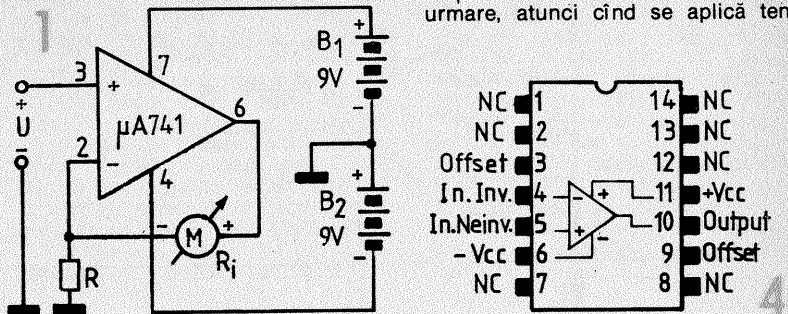 urmare, atunci cînd se aplică ten
1
+
B1
9V
-
7
3
+
+
U
-
μA741
6
2
-
4
- M +
Ri
R
+
B2
9V
-
NC 1 14 NC
NC 2 13 NC
Offset 3 12 NC
In. Inv. 4 - + 11 +Vcc
In.Neinv. 5 + - 10 Output
- Vcc 6 9 Offset
NC 7 8 NC
4